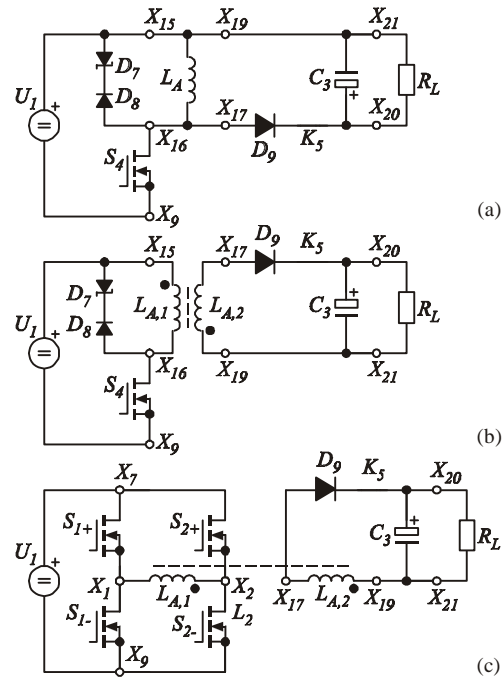 X15 X19 X21
U1 + D7 D8 LA C3 + RL
X16 X17 D9 K5 X20
S4
X9
(a)
X15 X17 D9 K5 X20
U1 + D7 D8 LA,1 LA,2 C3 + RL
X16 X19 X21
S4
X9
(b)
X7 D9 K5 X20
S1+ S2+
U1 + C3 + RL
X1 LA,1 X2 X17 LA,2 X19 X21
S1- S2- L2
X9
(c)